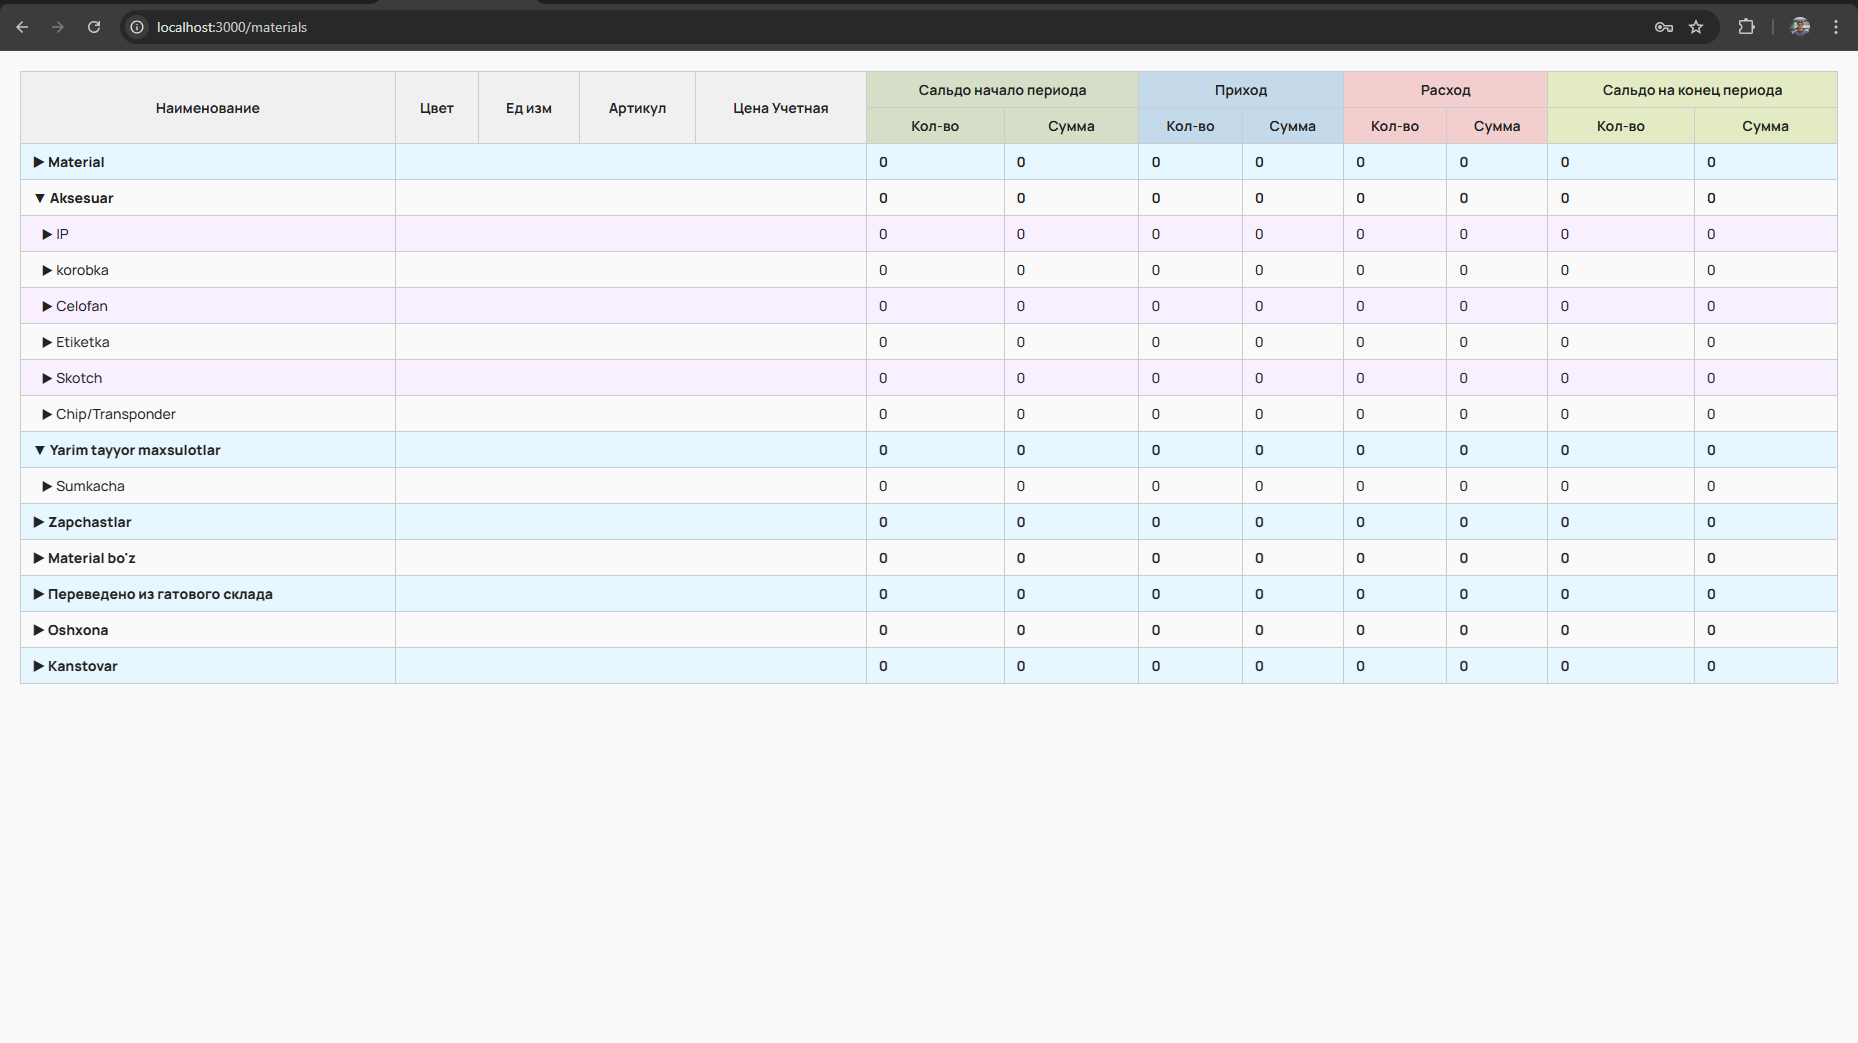 localhost:3000/materials
Наименование Цвет Ед изм Артикул Цена Учетная Сальдо начало периода Приход Расход Сальдо на конец периода
Кол-во Сумма Кол-во Сумма Кол-во Сумма Кол-во Сумма
▶ Material 0 0 0 0 0 0 0 0
▼ Aksesuar 0 0 0 0 0 0 0 0
▶ IP 0 0 0 0 0 0 0 0
▶ korobka 0 0 0 0 0 0 0 0
▶ Celofan 0 0 0 0 0 0 0 0
▶ Etiketka 0 0 0 0 0 0 0 0
▶ Skotch 0 0 0 0 0 0 0 0
▶ Chip/Transponder 0 0 0 0 0 0 0 0
▼ Yarim tayyor maxsulotlar 0 0 0 0 0 0 0 0
▶ Sumkacha 0 0 0 0 0 0 0 0
▶ Zapchastlar 0 0 0 0 0 0 0 0
▶ Material bo'z 0 0 0 0 0 0 0 0
▶ Переведено из гатового склада 0 0 0 0 0 0 0 0
▶ Oshxona 0 0 0 0 0 0 0 0
▶ Kanstovar 0 0 0 0 0 0 0 0